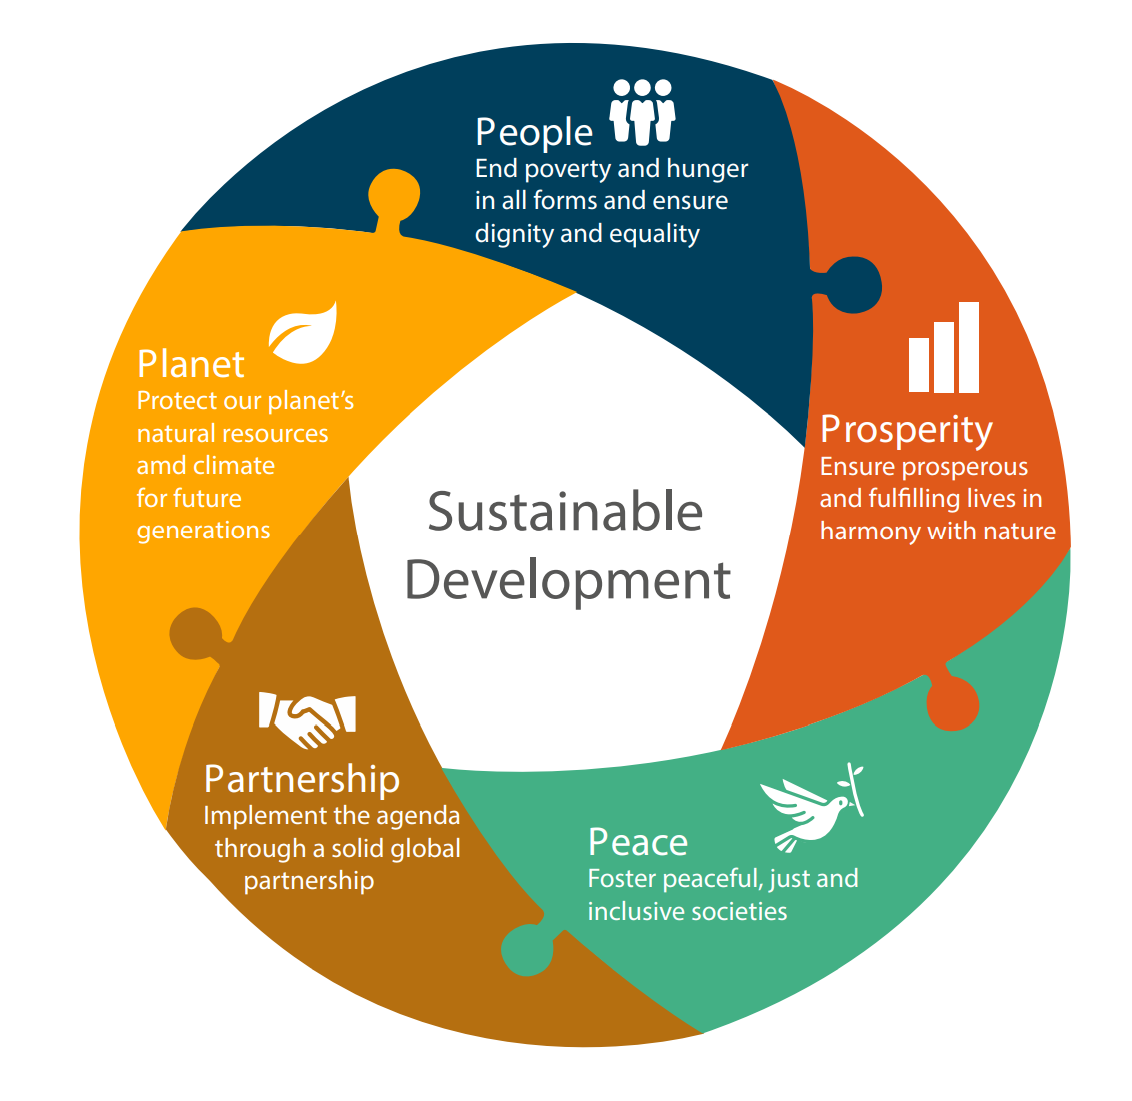 People
End poverty and hunger
in all forms and ensure
dignity and equality
Prosperity
Ensure prosperous
and fulfilling lives in
harmony with nature
Peace
Foster peaceful, just and
inclusive societies
Partnership
Implement the agenda
through a solid global
partnership
Planet
Protect our planet’s
natural resources
amd climate
for future
generations
Sustainable
Development